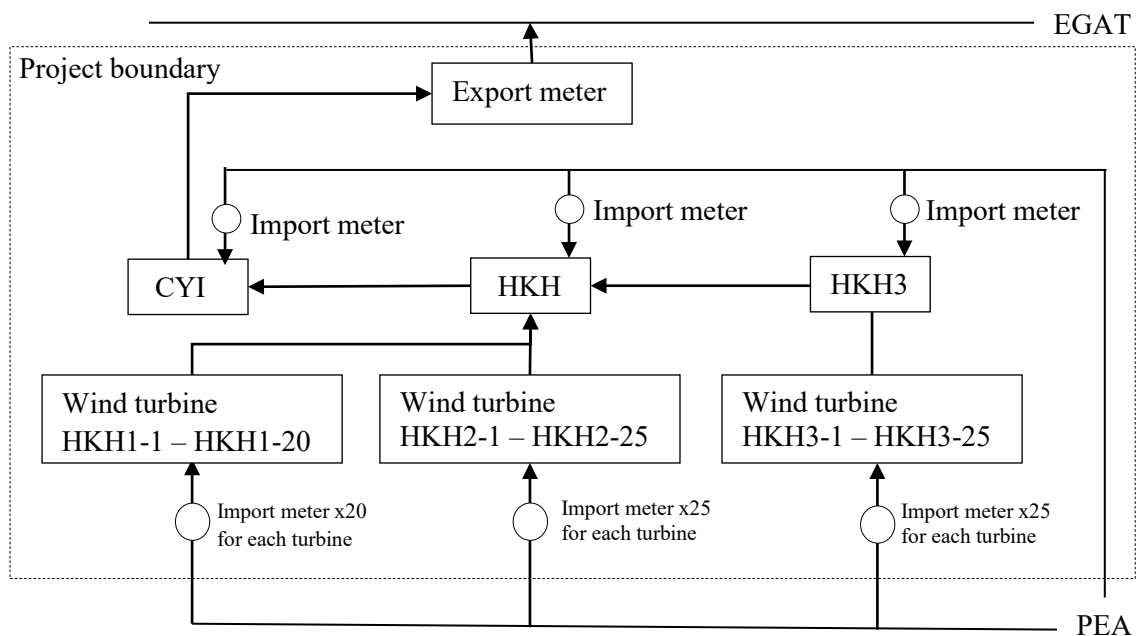 EGAT
Project boundary
Export meter
Import meter
Import meter
Import meter
CYI
HKH
HKH3
Wind turbine
HKH1-1 – HKH1-20
Wind turbine
HKH2-1 – HKH2-25
Wind turbine
HKH3-1 – HKH3-25
Import meter x20
for each turbine
Import meter x25
for each turbine
Import meter x25
for each turbine
PEA